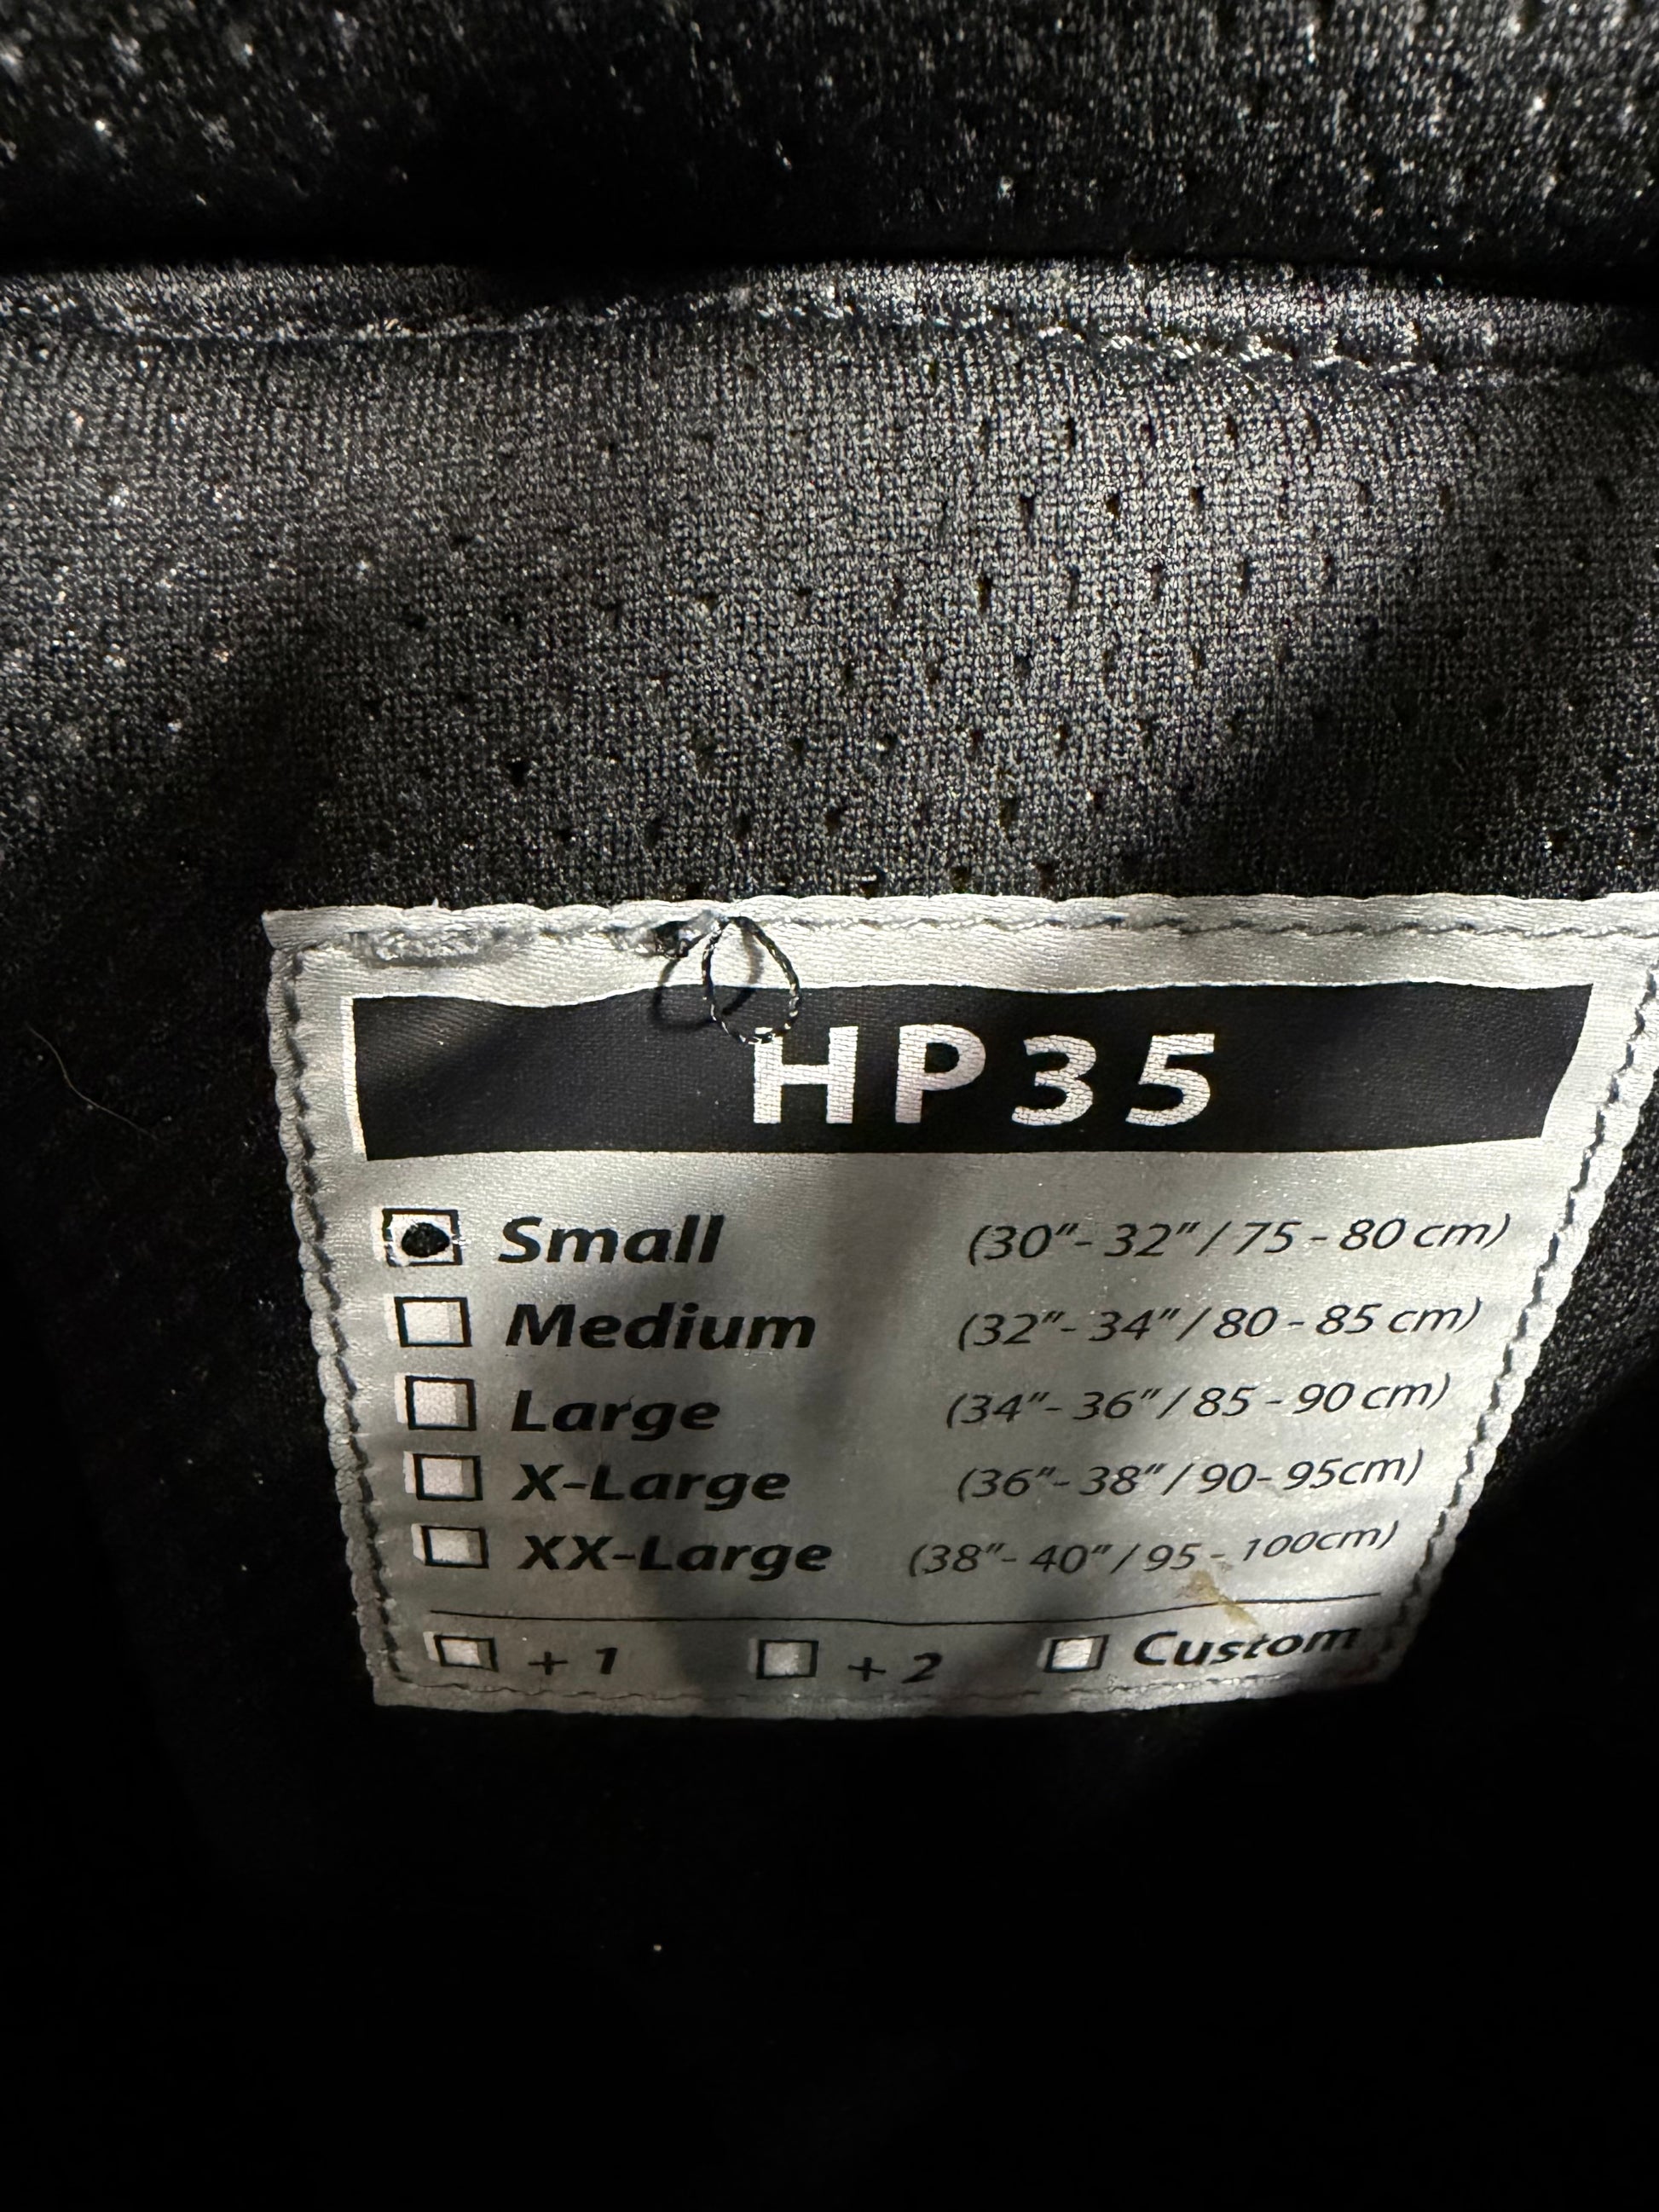 HP35
Small (30"- 32" / 75 - 80 cm)
Medium (32"- 34" / 80 - 85 cm)
Large (34"- 36" / 85 - 90 cm)
X-Large (36"- 38" / 90- 95cm)
XX-Large (38"- 40" / 95 - 100cm)
+ 1 + 2 Custom